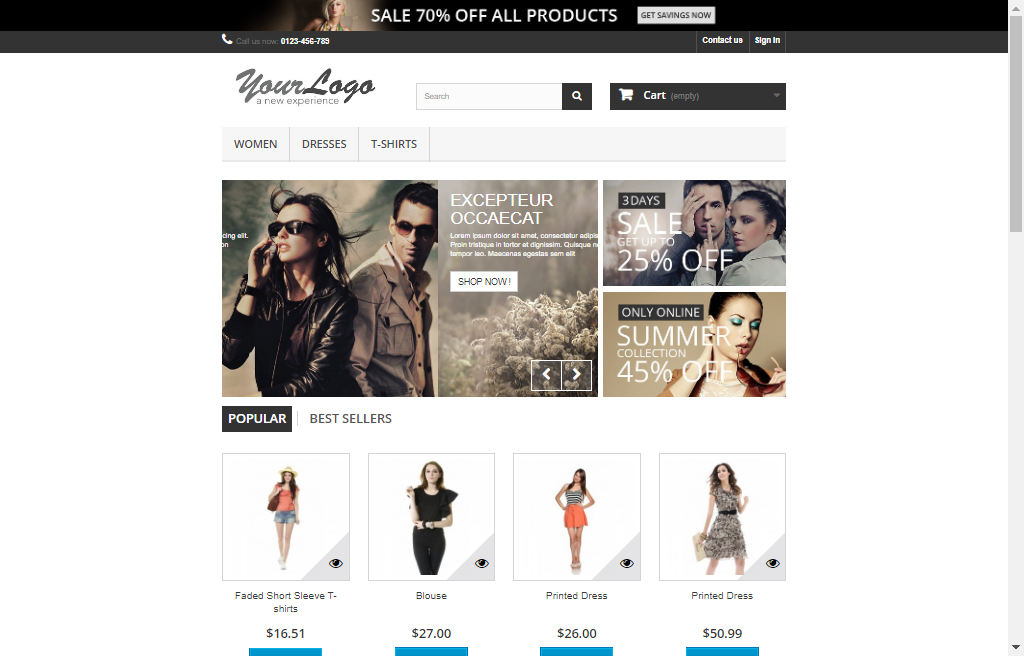 SALE 70% OFF ALL PRODUCTS
GET SAVINGS NOW
Call us now: 0123-456-789
Contact us
Sign in
YourLogo
a new experience
Search
Cart (empty)
WOMEN
DRESSES
T-SHIRTS
cing elit.
on
EXCEPTEUR
OCCAECAT
Lorem ipsum dolor sit amet, consectetur adipis
Proin tristique in tortor et dignissim. Quisque n
tempor leo. Maecenas egestas sem elit
SHOP NOW !
3 DAYS
SALE
GET UP TO
25% OFF
ONLY ONLINE
SUMMER
COLLECTION
45% OFF
POPULAR
BEST SELLERS
Faded Short Sleeve T-
shirts
$16.51
Blouse
$27.00
Printed Dress
$26.00
Printed Dress
$50.99